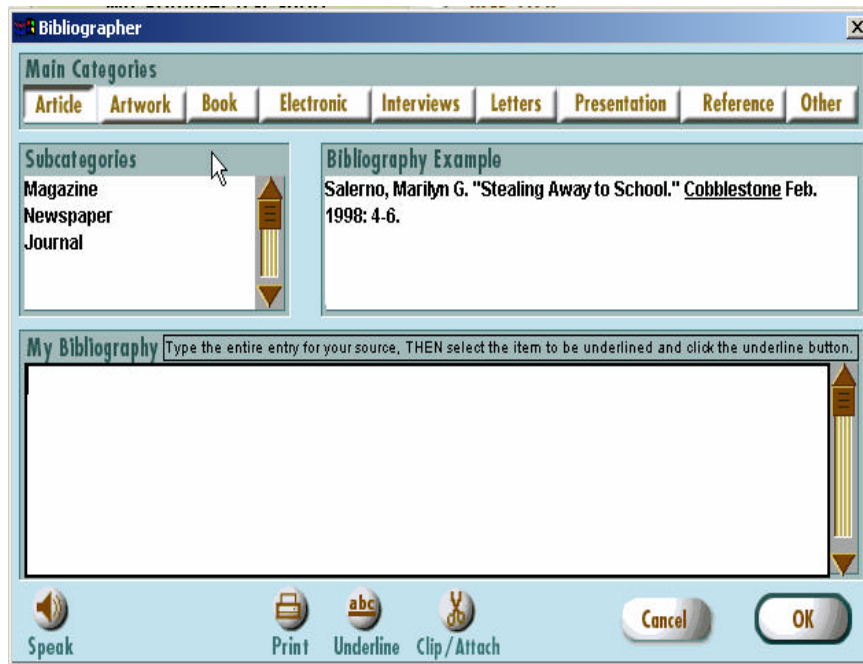 Bibliographer
Main Categories
Article Artwork Book Electronic Interviews Letters Presentation Reference Other
Subcategories
Magazine
Newspaper
Journal
Bibliography Example
Salerno, Marilyn G. "Stealing Away to School." Cobblestone Feb.
1998: 4-6.
My Bibliography Type the entire entry for your source, THEN select the item to be underlined and click the underline button.
abc
Speak Print Underline Clip/Attach Cancel OK